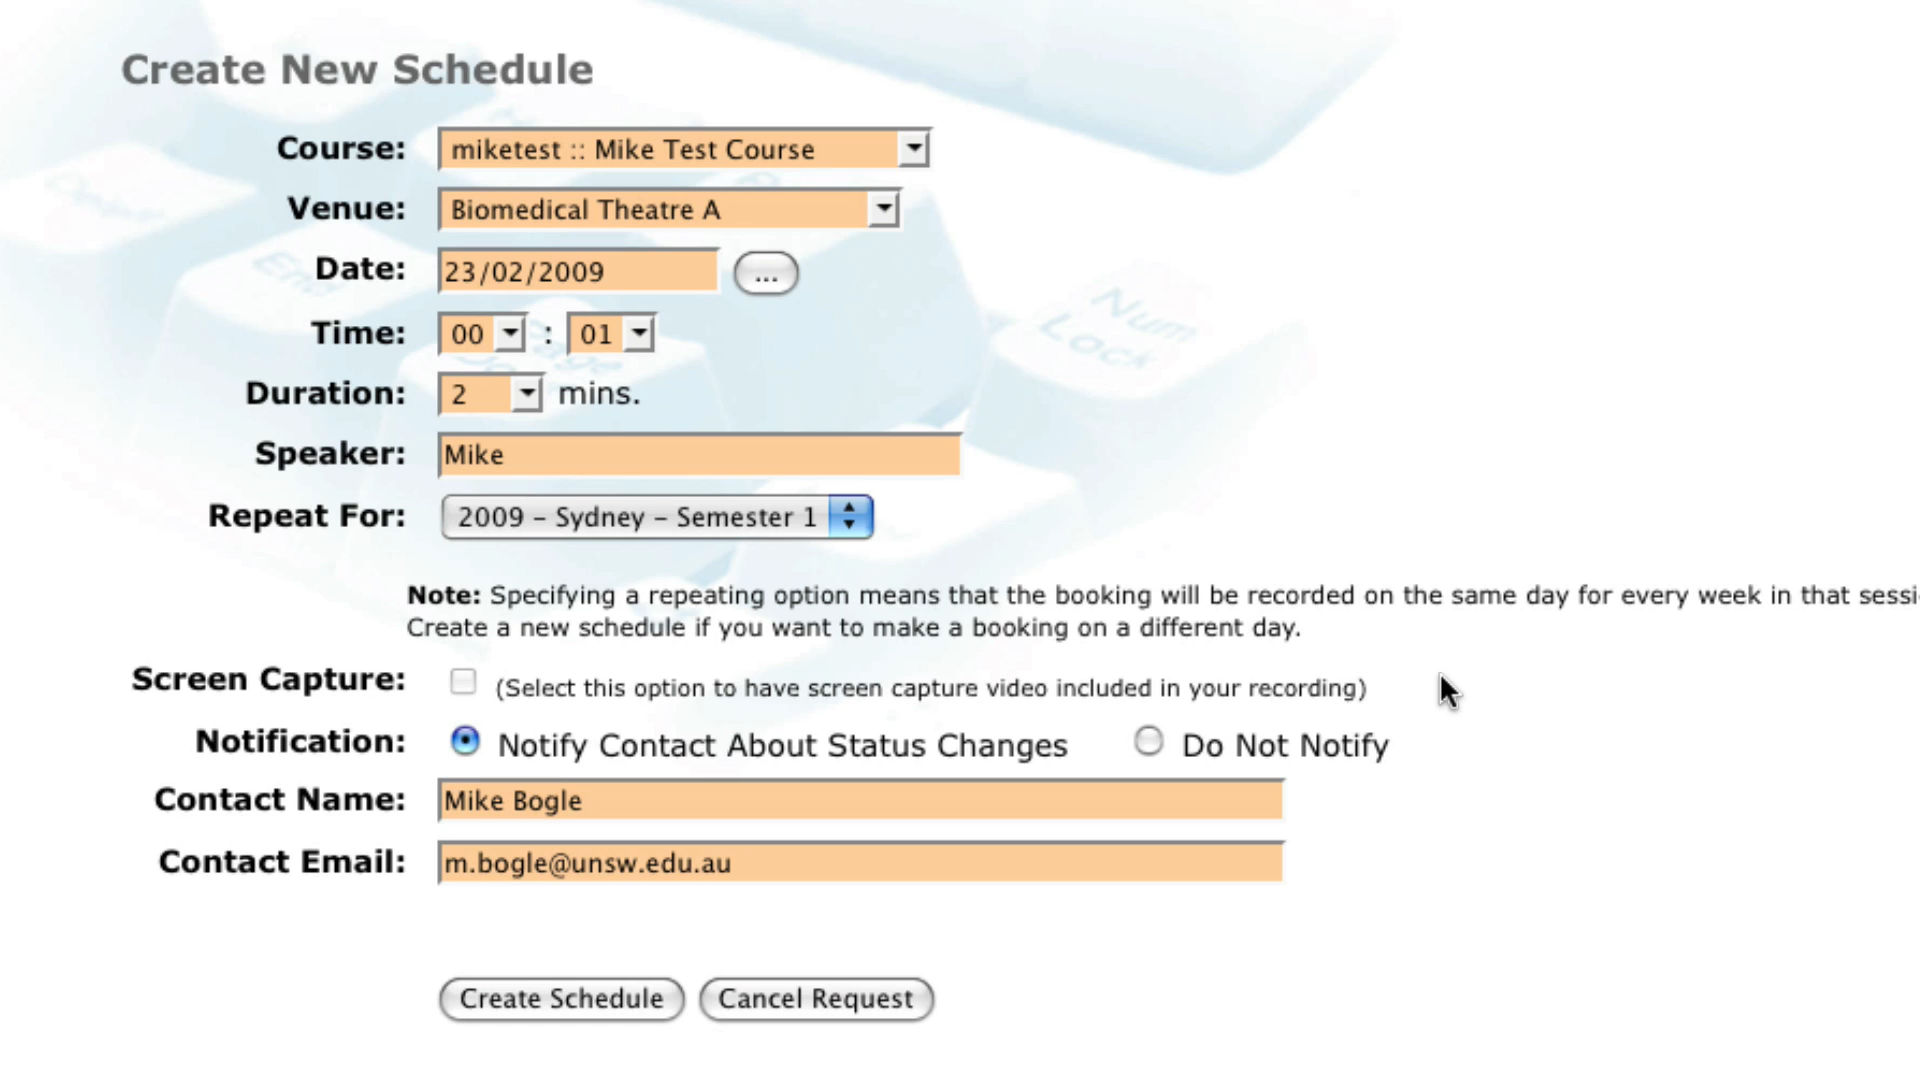 Create New Schedule
Course: miketest :: Mike Test Course
Venue: Biomedical Theatre A
Date: 23/02/2009 ...
Time: 00 : 01
Duration: 2 mins.
Speaker: Mike
Repeat For: 2009 – Sydney – Semester 1
Note: Specifying a repeating option means that the booking will be recorded on the same day for every week in that sessi
Create a new schedule if you want to make a booking on a different day.
Screen Capture: (Select this option to have screen capture video included in your recording)
Notification: Notify Contact About Status Changes Do Not Notify
Contact Name: Mike Bogle
Contact Email: m.bogle@unsw.edu.au
Create Schedule Cancel Request
Num
Lock